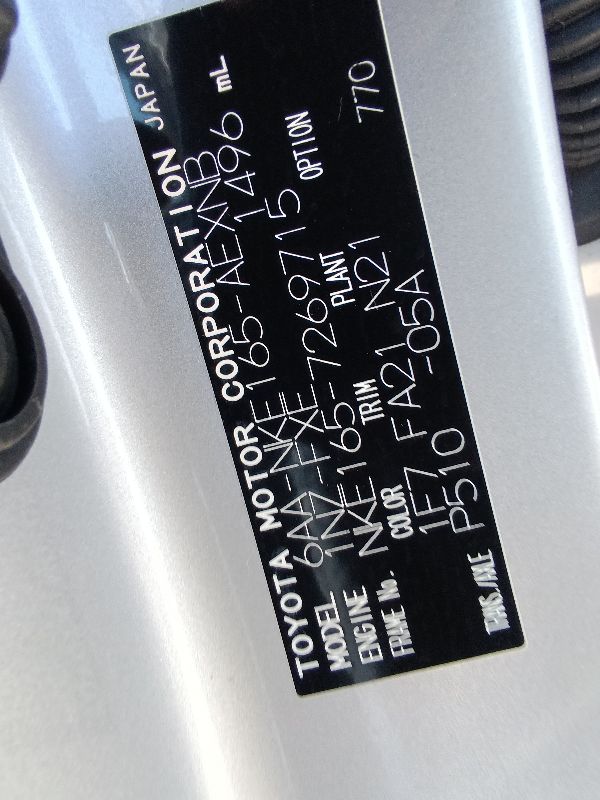 TOYOTA MOTOR CORPORATION JAPAN
MODEL 6AA-NKE165-AEXNB
ENGINE 1NZ-FXE 1496 mL
FRAME No. NKE165-7269715
COLOR TRIM PLANT OPTION
1F7 FA21 N21 770
TRANS./AXLE P510 -05A